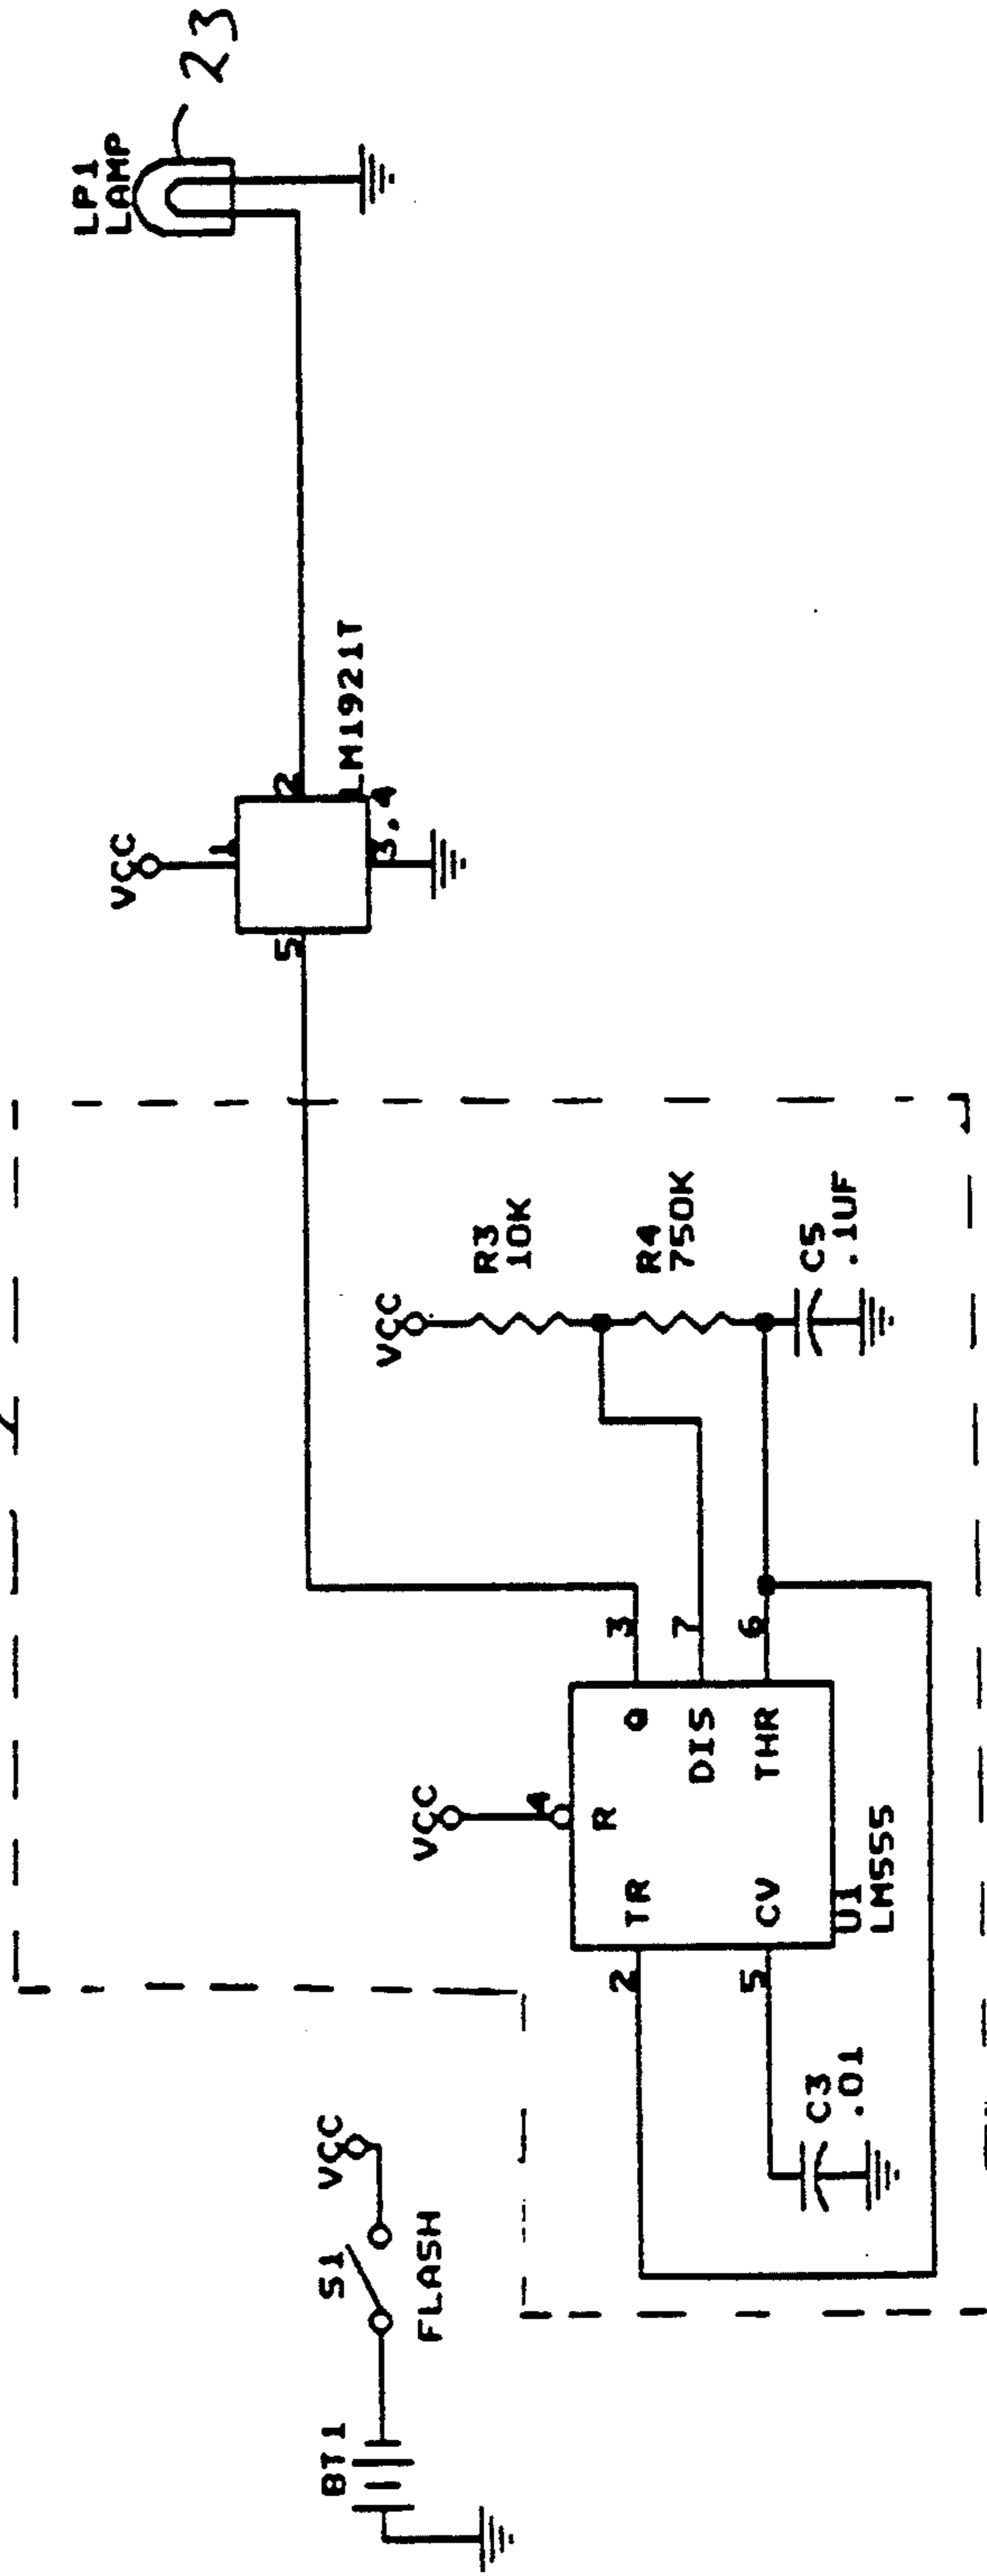 BT1
S1
FLASH
VCC
C3
.01
2
5
TR
CV
R
4
VCC
Q
DIS
THR
U1
LM555
3
7
6
VCC
R3
10K
R4
750K
C5
.1UF
5
VCC
1
2
3,4
LM1921T
LP1
LAMP
23